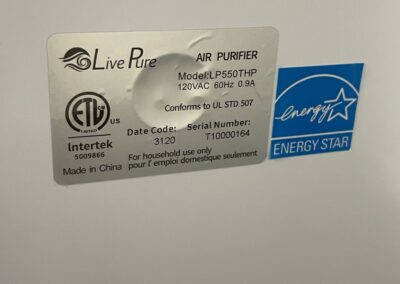 Live Pure
AIR PURIFIER
Model:LP550THP
120VAC 60Hz 0.9A
Conforms to UL STD.507
ETL
LISTED
US
Intertek
5009866
Date Code:
3120
Serial Number:
T10000164
Made in China
For household use only
pour l' emploi domestique seulement
energy
ENERGY STAR